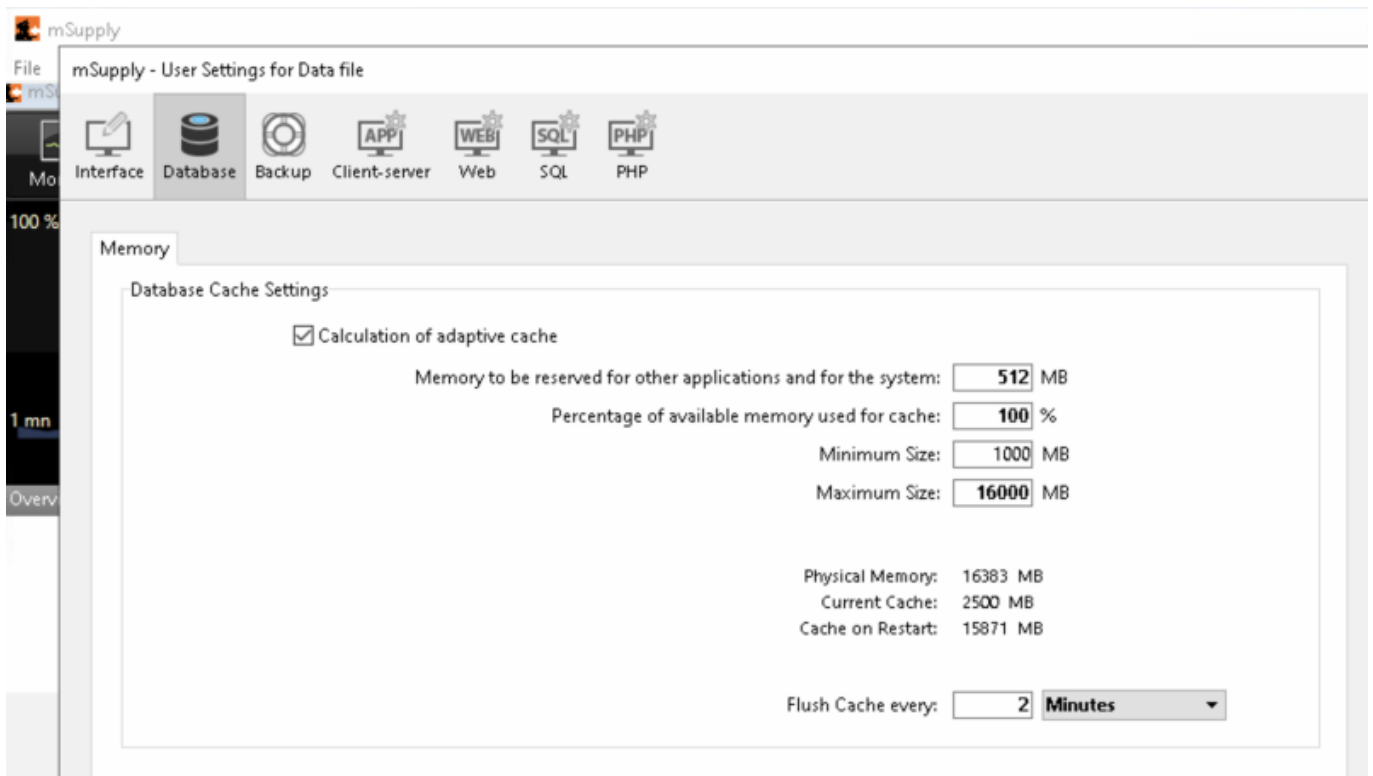 mSupply
File
mSupply - User Settings for Data file
Interface
Database
Backup
APP
Client-server
WEB
Web
SQL
SQL
PHP
PHP
100 %
Memory
Database Cache Settings
Calculation of adaptive cache
Memory to be reserved for other applications and for the system: 512 MB
Percentage of available memory used for cache: 100 %
1 mn
Minimum Size: 1000 MB
Maximum Size: 16000 MB
Physical Memory: 16383 MB
Current Cache: 2500 MB
Cache on Restart: 15871 MB
Flush Cache every: 2 Minutes